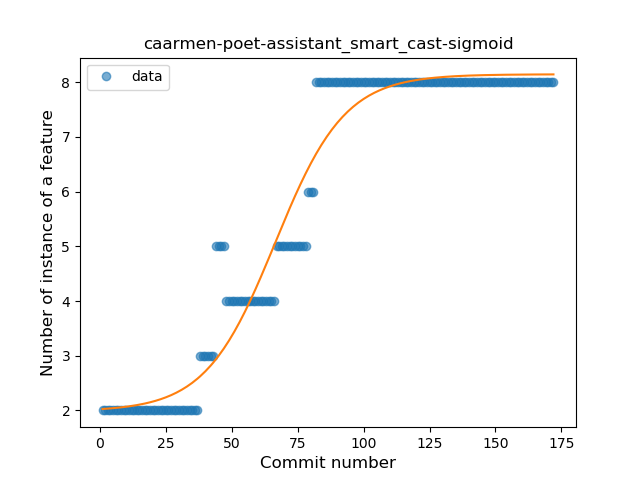 caarmen-poet-assistant_smart_cast-sigmoid
data
Number of instance of a feature
8
7
6
5
4
3
2
0 25 50 75 100 125 150 175
Commit number